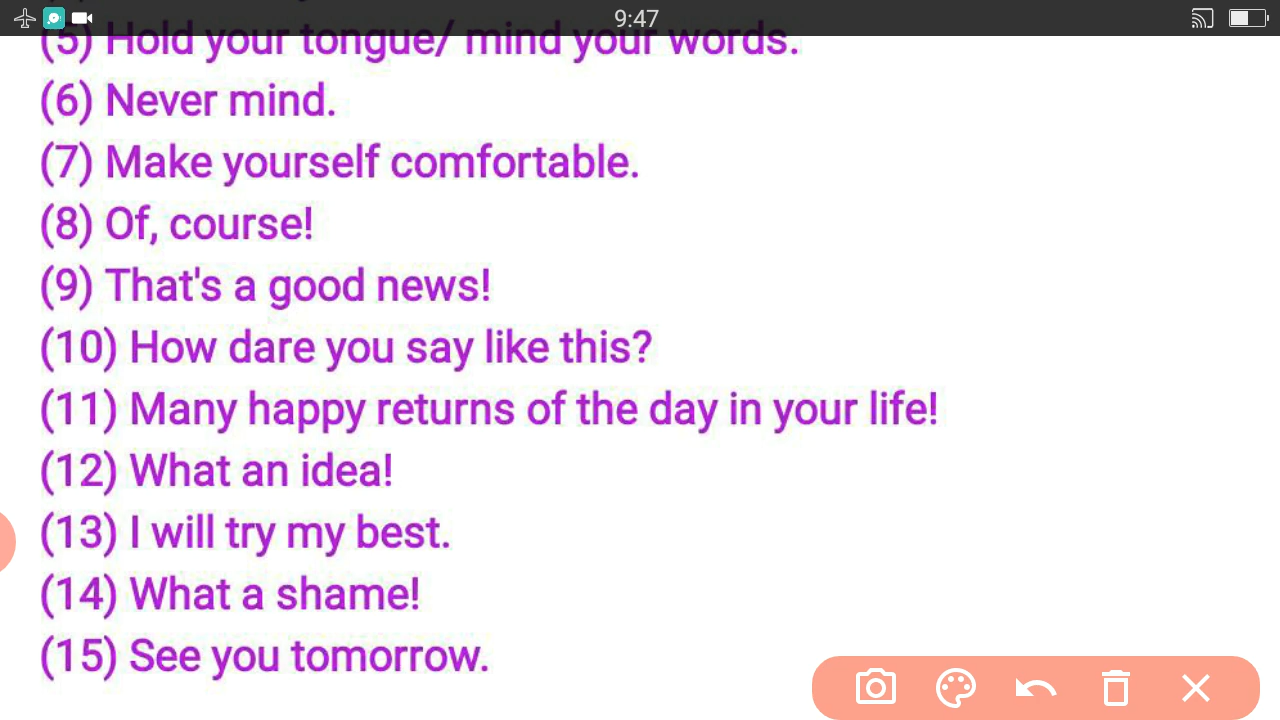 9:47
(5) Hold your tongue/ mind your words.
(6) Never mind.
(7) Make yourself comfortable.
(8) Of, course!
(9) That's a good news!
(10) How dare you say like this?
(11) Many happy returns of the day in your life!
(12) What an idea!
(13) I will try my best.
(14) What a shame!
(15) See you tomorrow.